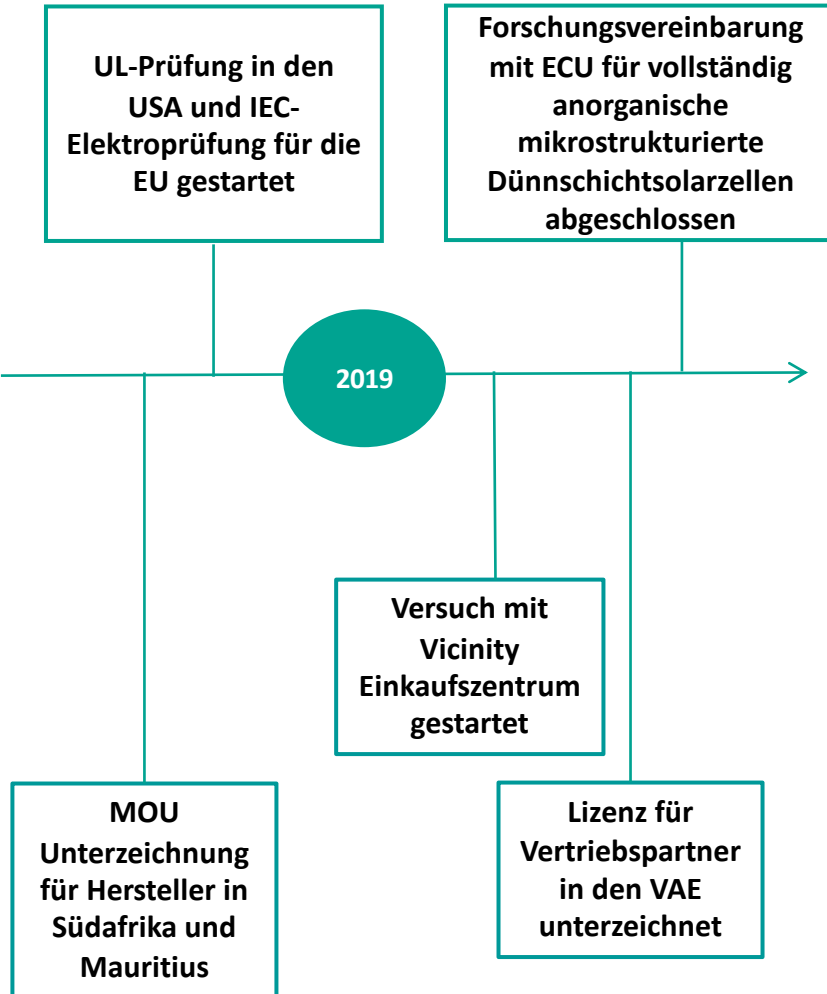 UL-Prüfung in den
USA und IEC-
Elektroprüfung für die
EU gestartet
Forschungsvereinbarung
mit ECU für vollständig
anorganische
mikrostrukturierte
Dünnschichtsolarzellen
abgeschlossen
2019
Versuch mit
Vicinity
Einkaufszentrum
gestartet
MOU
Unterzeichnung
für Hersteller in
Südafrika und
Mauritius
Lizenz für
Vertriebspartner
in den VAE
unterzeichnet